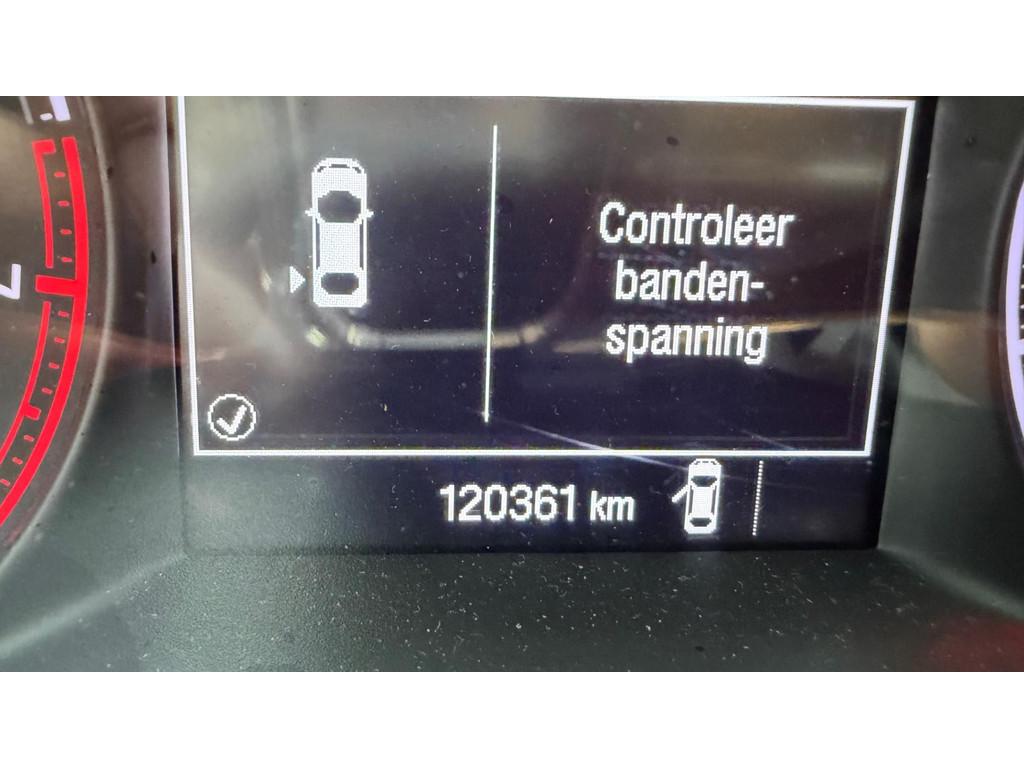 Controleer
banden-
spanning
120361 km